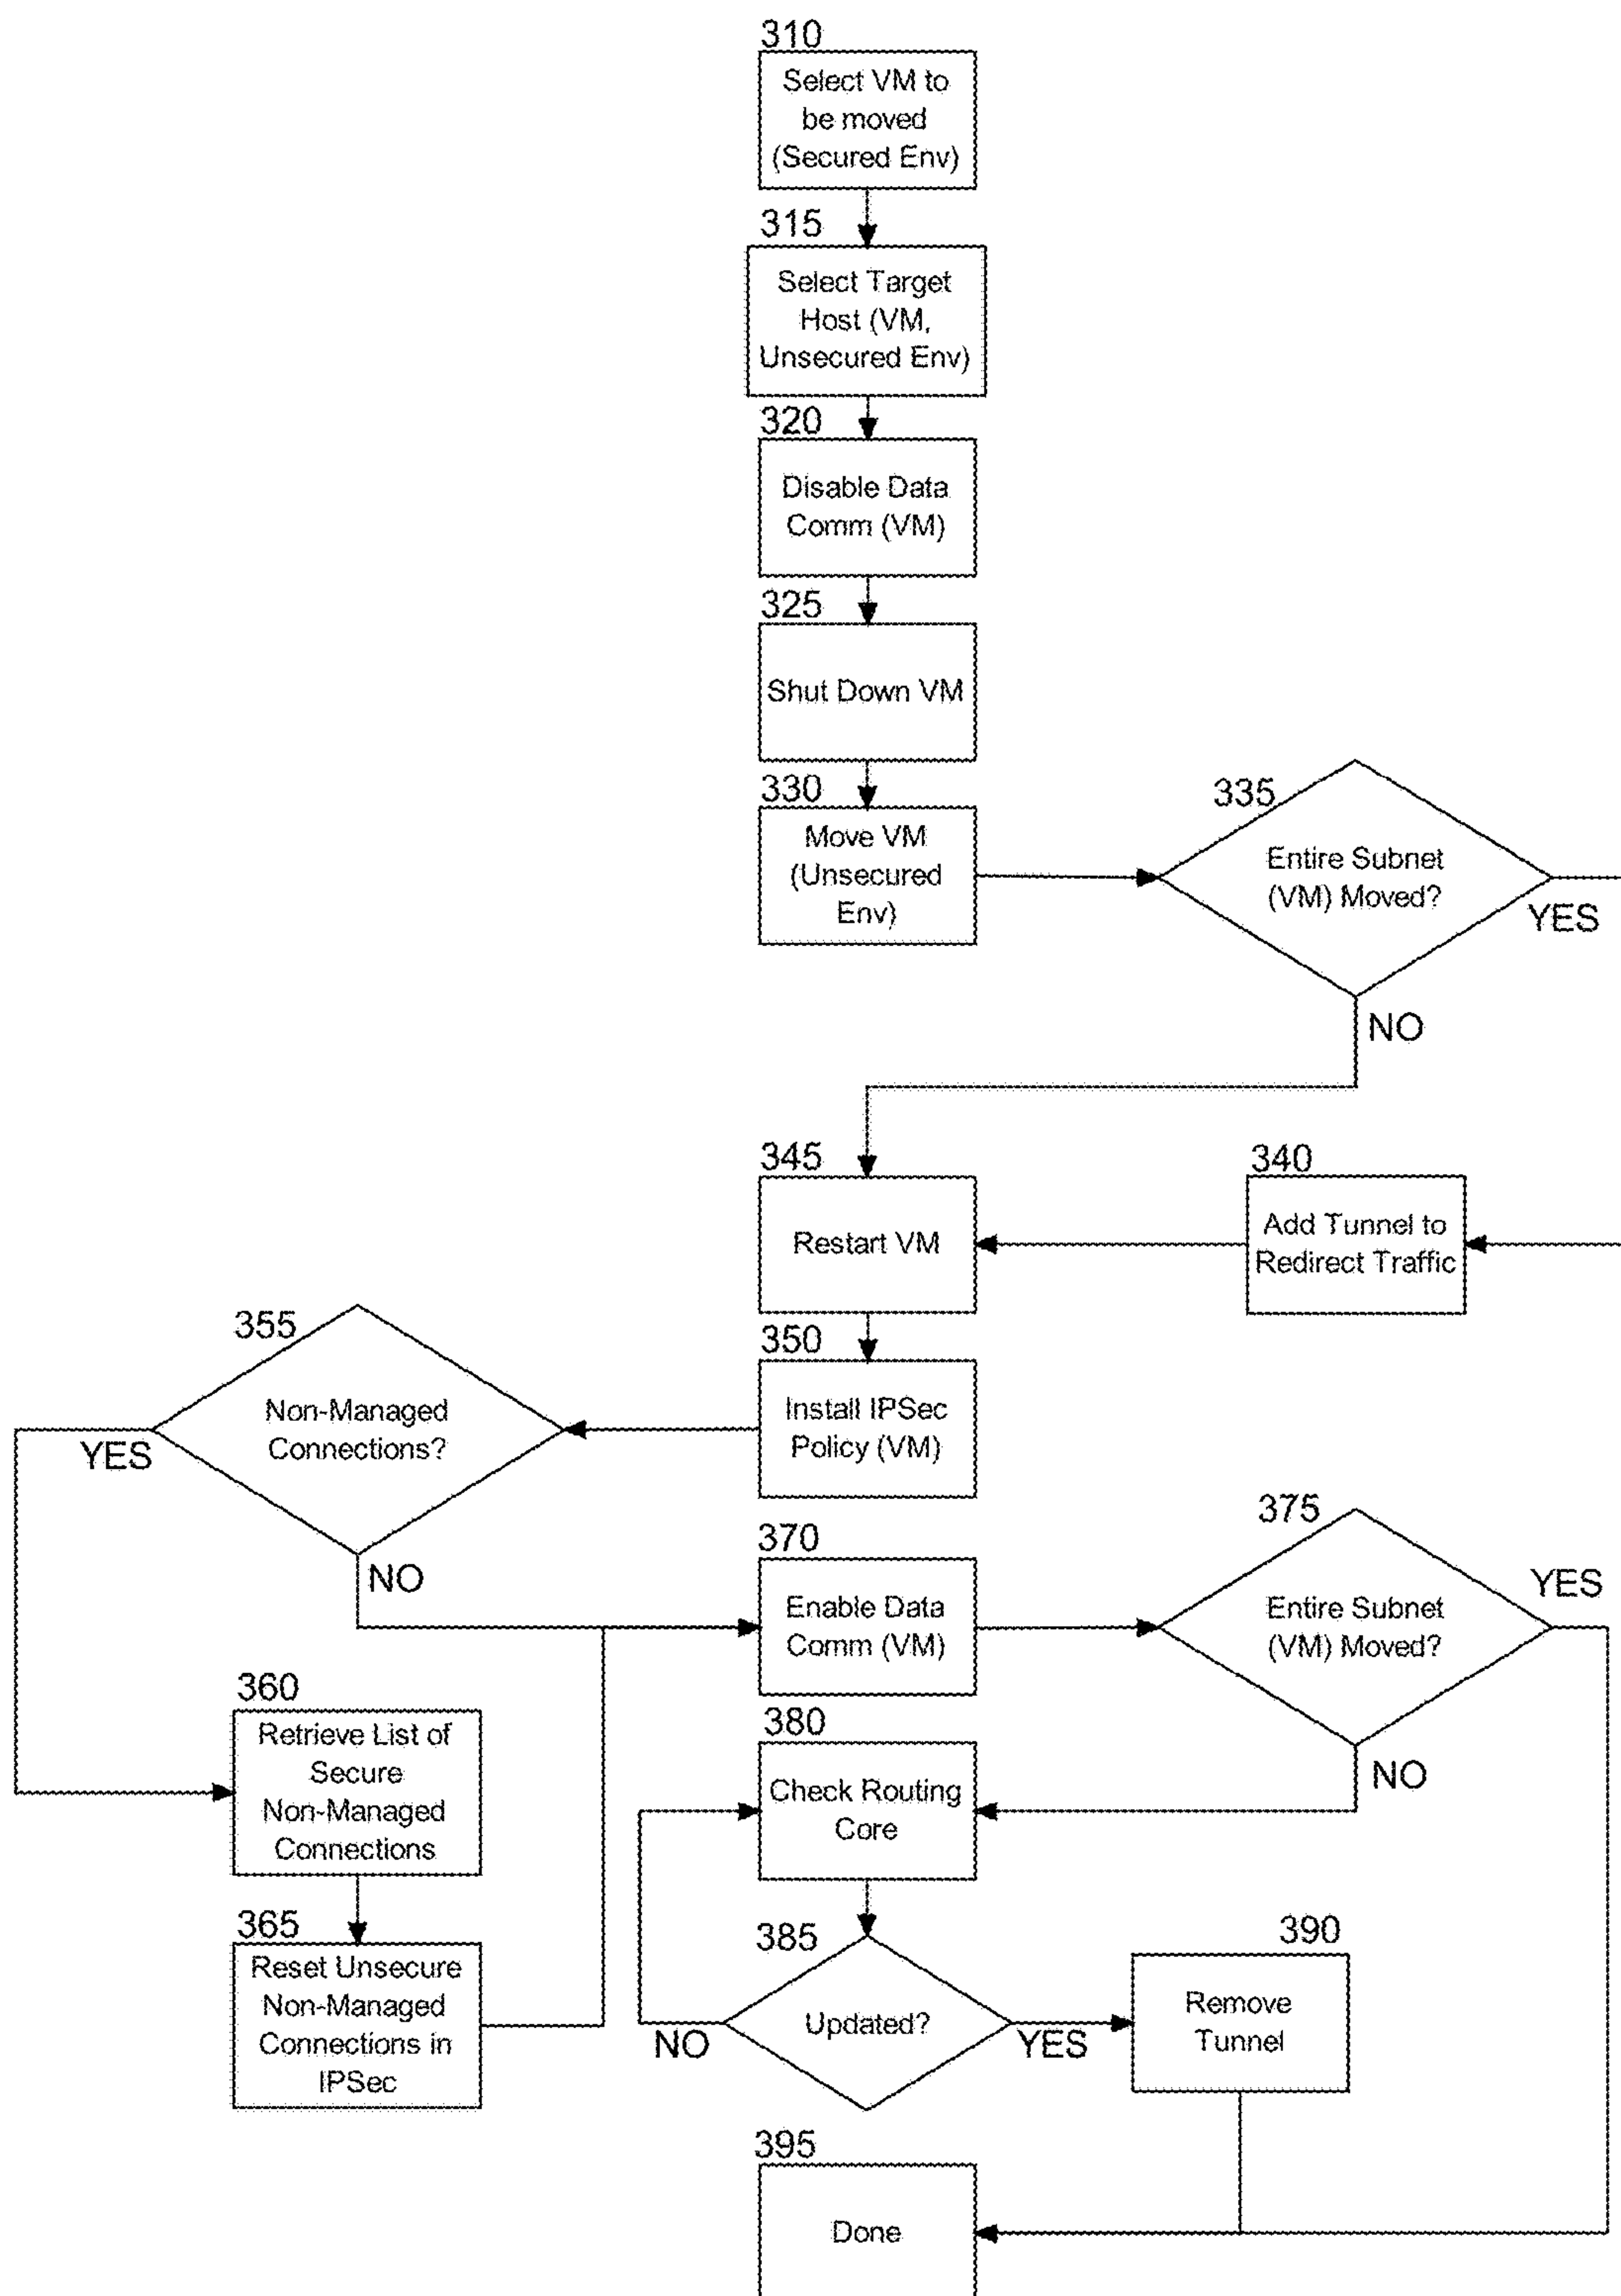 310
Select VM to
be moved
(Secured Env)
315
Select Target
Host (VM,
Unsecured Env)
320
Disable Data
Comm (VM)
325
Shut Down VM
330
Move VM
(Unsecured
Env)
335
Entire Subnet
(VM) Moved?
YES
NO
345
Restart VM
340
Add Tunnel to
Redirect Traffic
350
Install IPSec
Policy (VM)
355
Non-Managed
Connections?
YES
NO
370
Enable Data
Comm (VM)
375
Entire Subnet
(VM) Moved?
YES
NO
360
Retrieve List of
Secure
Non-Managed
Connections
365
Reset Unsecure
Non-Managed
Connections in
IPSec
380
Check Routing
Core
385
Updated?
NO
YES
390
Remove
Tunnel
395
Done